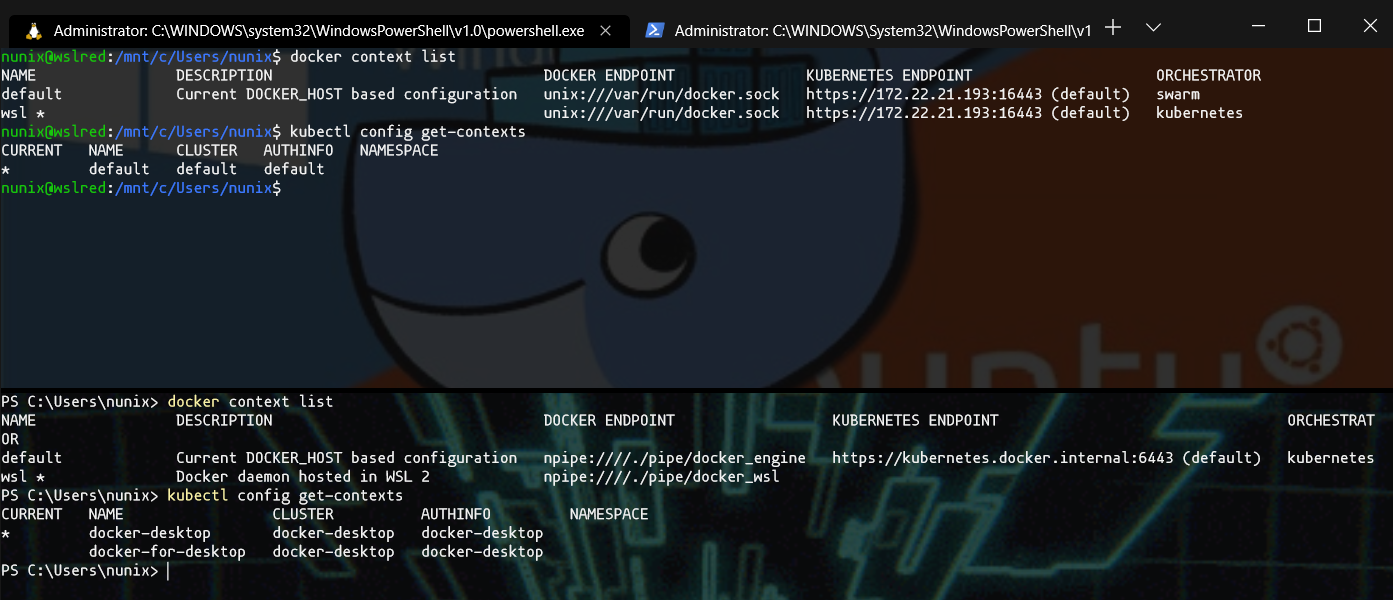 Administrator: C:\WINDOWS\system32\WindowsPowerShell\v1.0\powershell.exe
Administrator: C:\WINDOWS\System32\WindowsPowerShell\v1
nunix@wslred:/mnt/c/Users/nunix$ docker context list
NAME DESCRIPTION DOCKER ENDPOINT KUBERNETES ENDPOINT ORCHESTRATOR
default Current DOCKER_HOST based configuration unix:///var/run/docker.sock https://172.22.21.193:16443 (default) swarm
wsl * unix:///var/run/docker.sock https://172.22.21.193:16443 (default) kubernetes
nunix@wslred:/mnt/c/Users/nunix$ kubectl config get-contexts
CURRENT NAME CLUSTER AUTHINFO NAMESPACE
* default default default
nunix@wslred:/mnt/c/Users/nunix$
PS C:\Users\nunix> docker context list
NAME DESCRIPTION DOCKER ENDPOINT KUBERNETES ENDPOINT ORCHESTRAT
OR
default Current DOCKER_HOST based configuration npipe:////./pipe/docker_engine https://kubernetes.docker.internal:6443 (default) kubernetes
wsl * Docker daemon hosted in WSL 2 npipe:////./pipe/docker_wsl
PS C:\Users\nunix> kubectl config get-contexts
CURRENT NAME CLUSTER AUTHINFO NAMESPACE
* docker-desktop docker-desktop docker-desktop
docker-for-desktop docker-desktop docker-desktop
PS C:\Users\nunix>